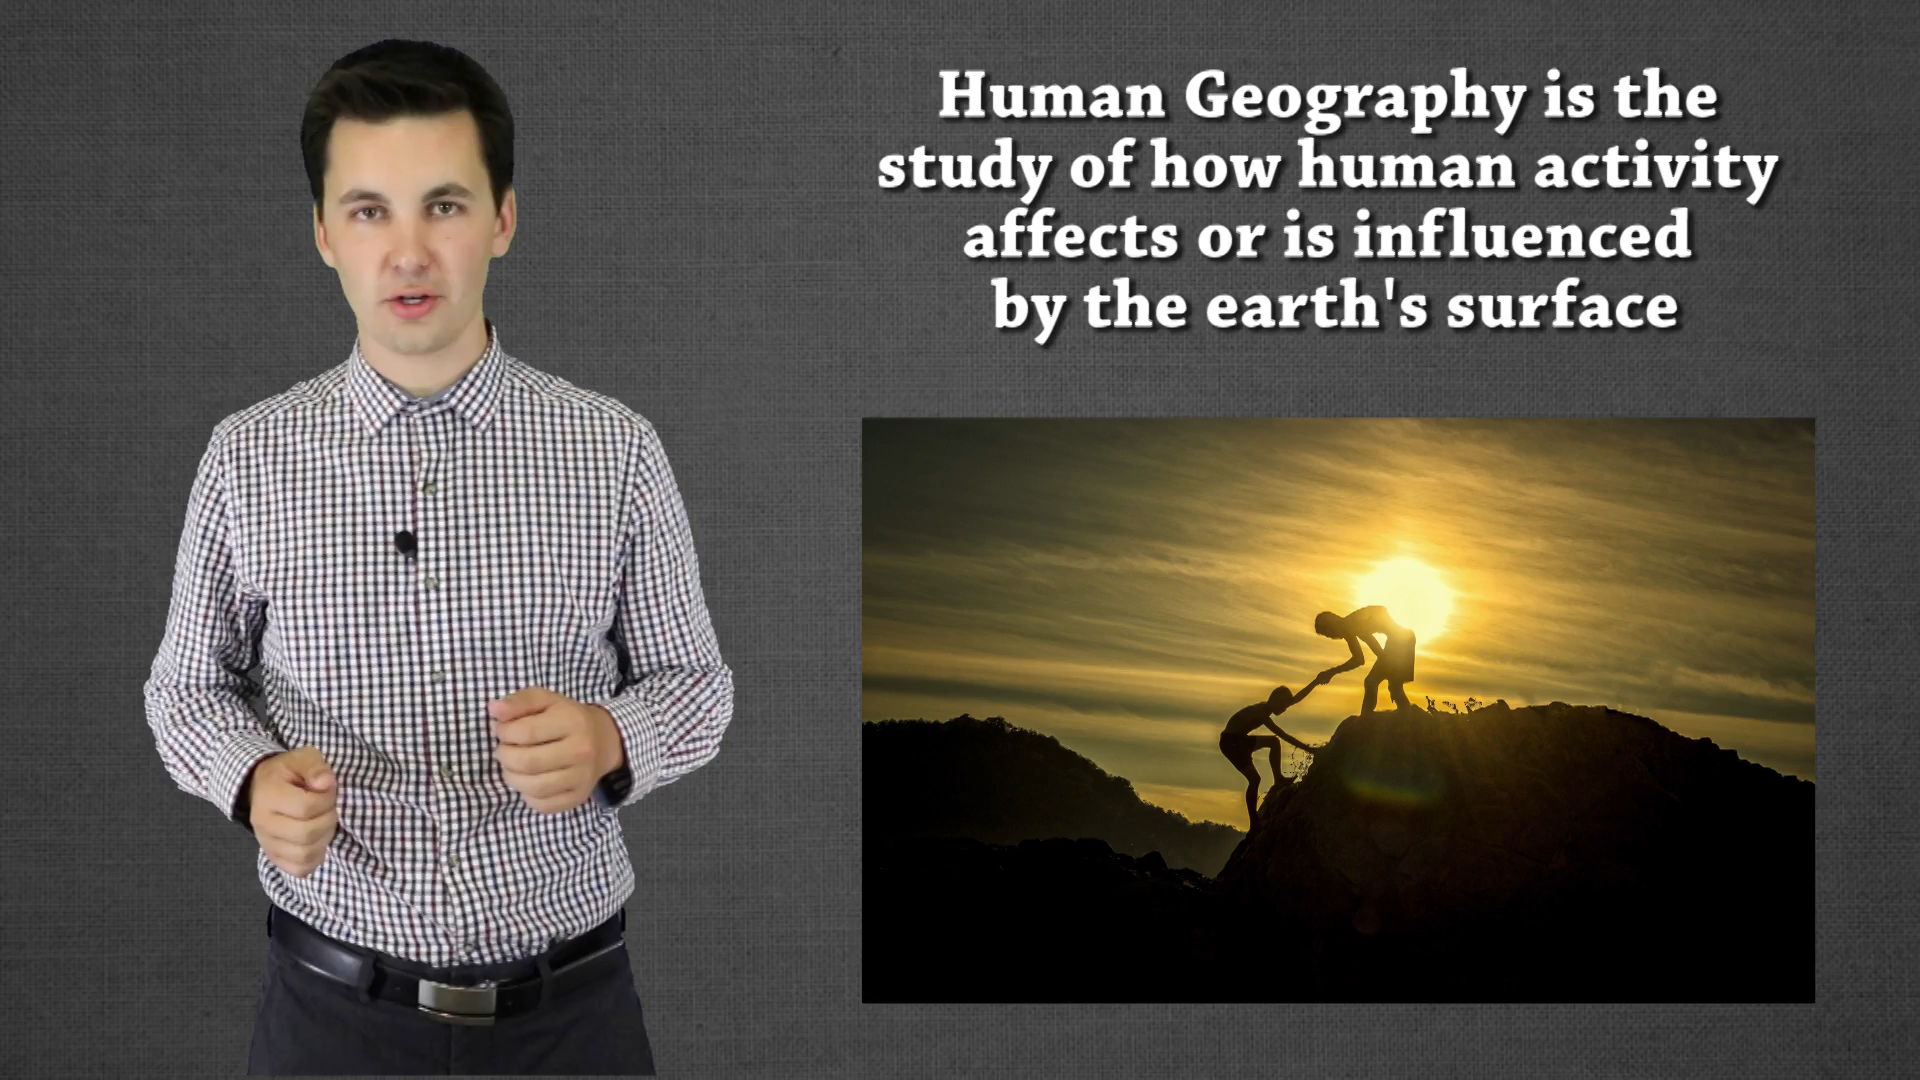 Human Geography is the
study of how human activity
affects or is influenced
by the earth's surface